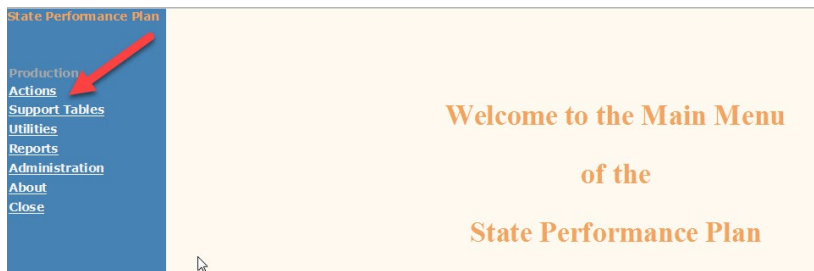 State Performance Plan
Production
Actions
Support Tables
Utilities
Reports
Administration
About
Close
Welcome to the Main Menu
of the
State Performance Plan